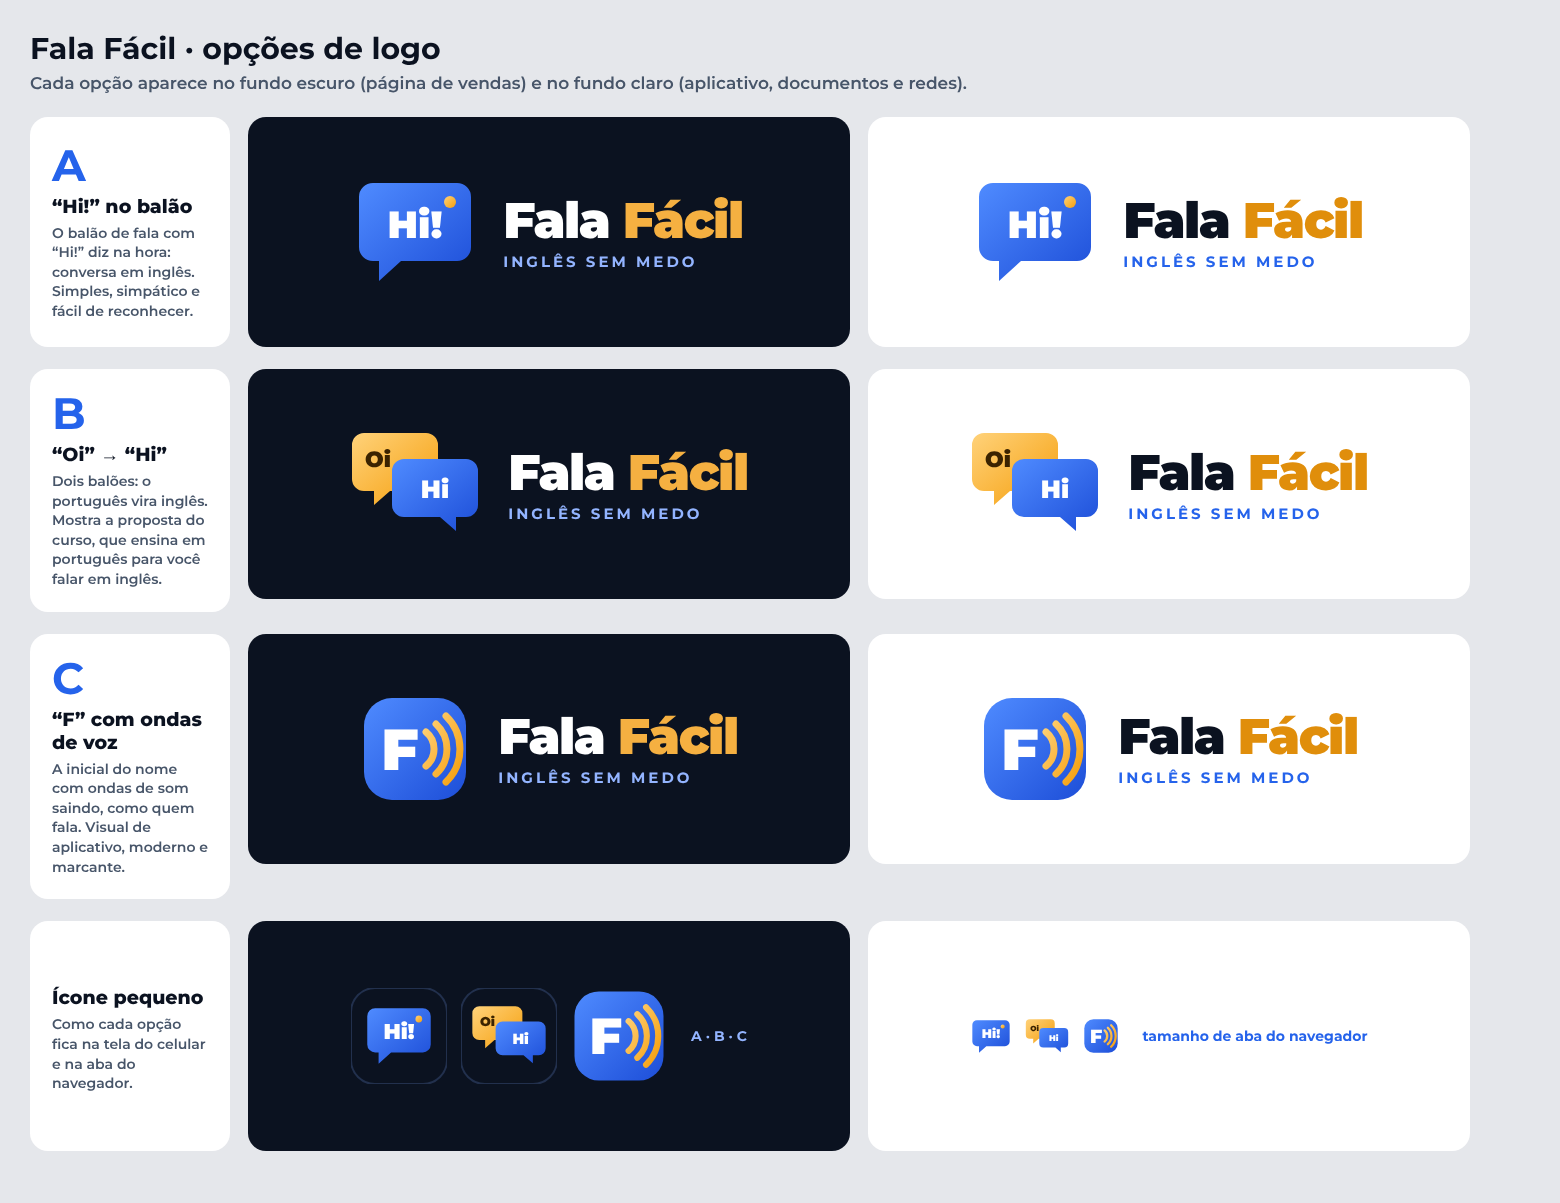 Fala Fácil · opções de logo
Cada opção aparece no fundo escuro (página de vendas) e no fundo claro (aplicativo, documentos e redes).
A
“Hi!” no balão
O balão de fala com
“Hi!” diz na hora:
conversa em inglês.
Simples, simpático e
fácil de reconhecer.
Hi!
Fala Fácil
INGLÊS SEM MEDO
Hi!
Fala Fácil
INGLÊS SEM MEDO
B
“Oi” → “Hi”
Dois balões: o
português vira inglês.
Mostra a proposta do
curso, que ensina em
português para você
falar em inglês.
Oi
Hi
Fala Fácil
INGLÊS SEM MEDO
Oi
Hi
Fala Fácil
INGLÊS SEM MEDO
C
“F” com ondas
de voz
A inicial do nome
com ondas de som
saindo, como quem
fala. Visual de
aplicativo, moderno e
marcante.
F
Fala Fácil
INGLÊS SEM MEDO
F
Fala Fácil
INGLÊS SEM MEDO
Ícone pequeno
Como cada opção
fica na tela do celular
e na aba do
navegador.
Hi!
Oi
Hi
F
A · B · C
Hi!
Oi
Hi
F
tamanho de aba do navegador